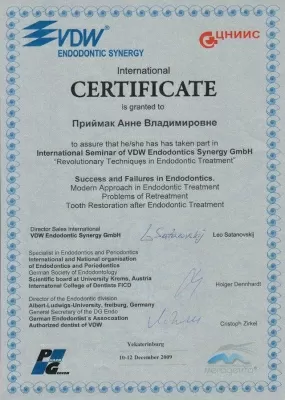 VDW
ENDODONTIC SYNERGY
ЦНИИС
International
CERTIFICATE
is granted to
Приймак Анне Владимировне
to assure that he/she has has taken part in
International Seminar of VDW Endodontics Synergy GmbH
"Revolutionary Techniques in Endodontic Treatment"
Success and Failures in Endodontics.
Modern Approach in Endodontic Treatment
Problems of Retreatment
Tooth Restoration after Endodontic Treatment
Director Sales International
VDW Endodontic Synergy GmbH
Leo Satanovskij
Specialist in Endodontics and Periodontics
International and National organisation
of Endodontics and Periodontics
German Society of Endodontology
Scientific board at University Kroms, Austria
International College of Dentists FICD
Holger Dennhardt
Director of the Endodontic division
Albert-Ludwigs-University, freiburg, Germany
General Secretary of the DG Endo
German Endodontist's Assocoation
Authorized dentist of VDW
Cristoph Zirkel
Yekaterinburg
10-12 December 2009